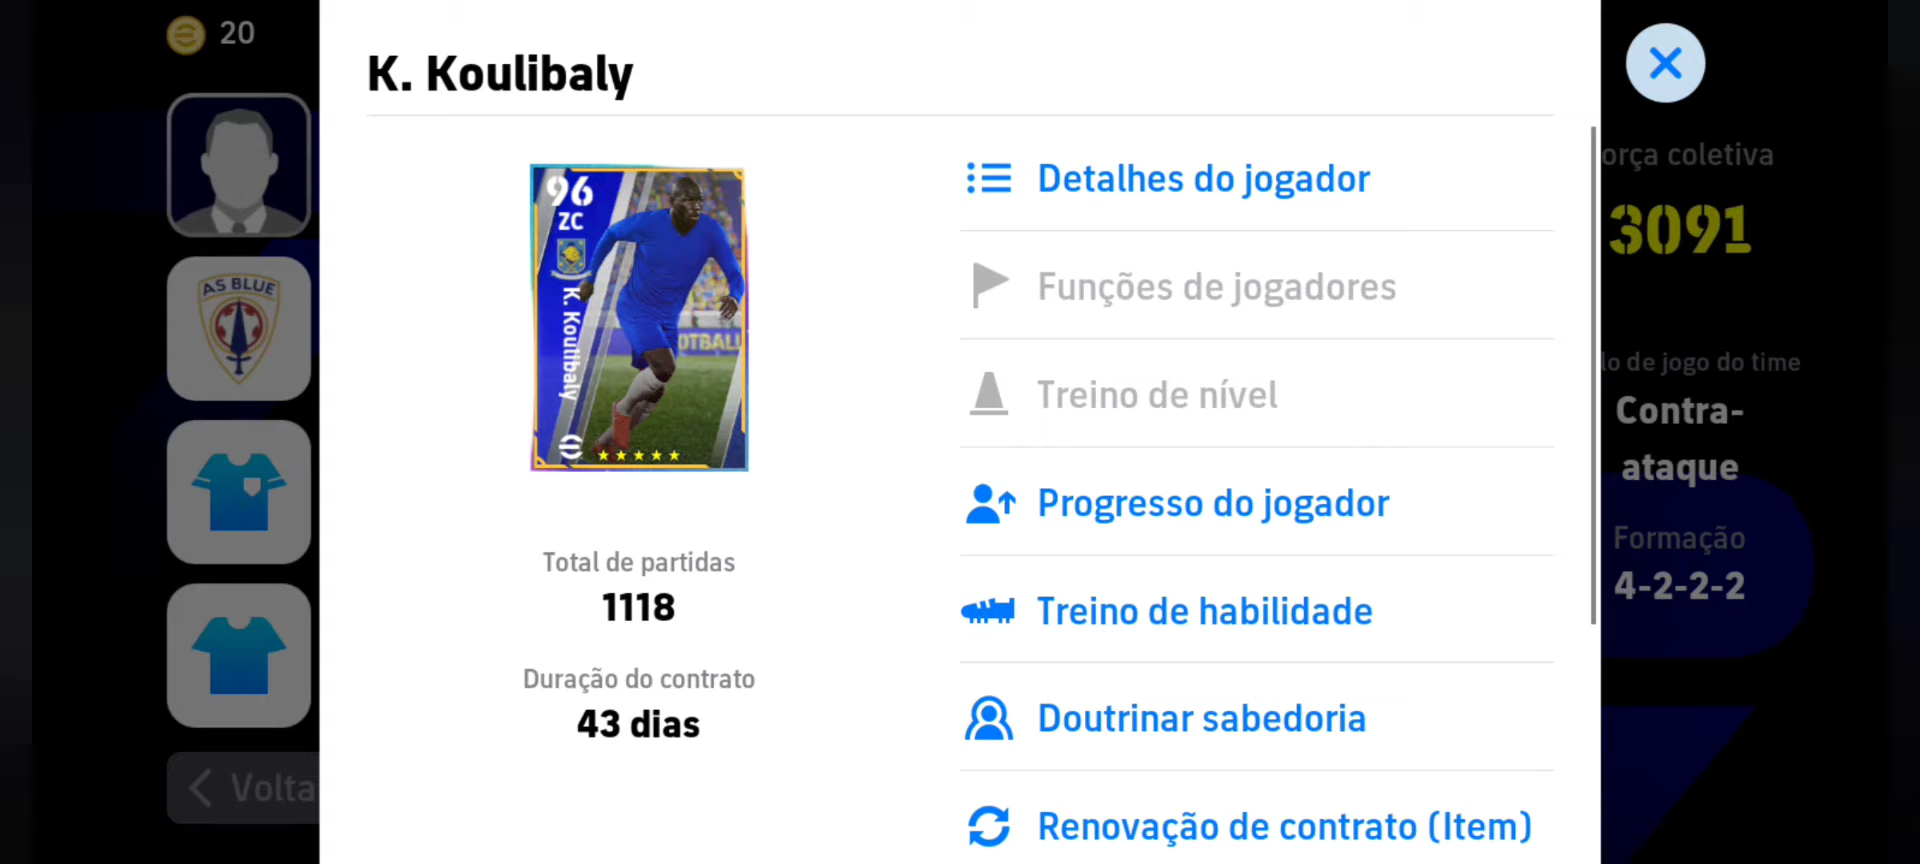 20
K. Koulibaly
96
ZC
K. Koulibaly
OTBALL
AS BLUE
Total de partidas
1118
Duração do contrato
43 dias
Detalhes do jogador
Funções de jogadores
Treino de nível
Progresso do jogador
Treino de habilidade
Doutrinar sabedoria
Renovação de contrato (Item)
orça coletiva
3091
lo de jogo do time
Contra-
ataque
Formação
4-2-2-2
Volta